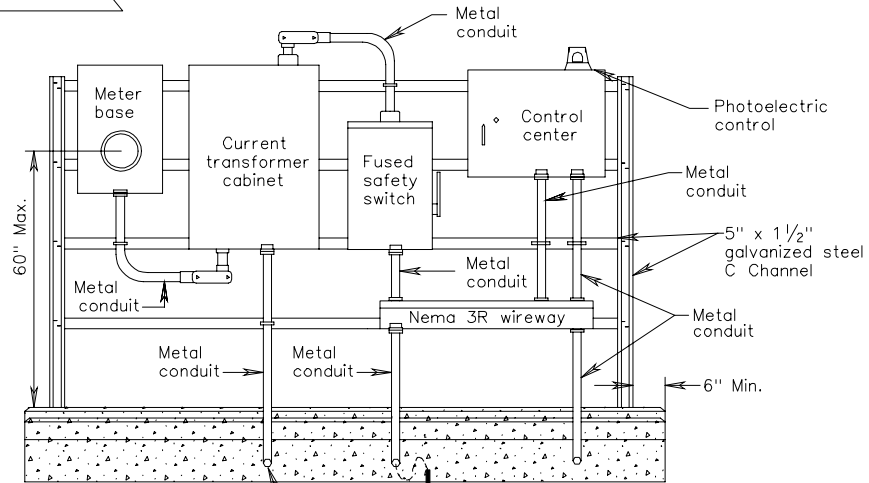 Metal
conduit
Meter
base
Current
transformer
cabinet
Fused
safety
switch
Control
center
Photoelectric
control
Metal
conduit
60" Max.
5" x 1 1/2"
galvanized steel
C Channel
Metal
conduit
Metal
conduit
Nema 3R wireway
Metal
conduit
Metal
conduit
Metal
conduit
6" Min.